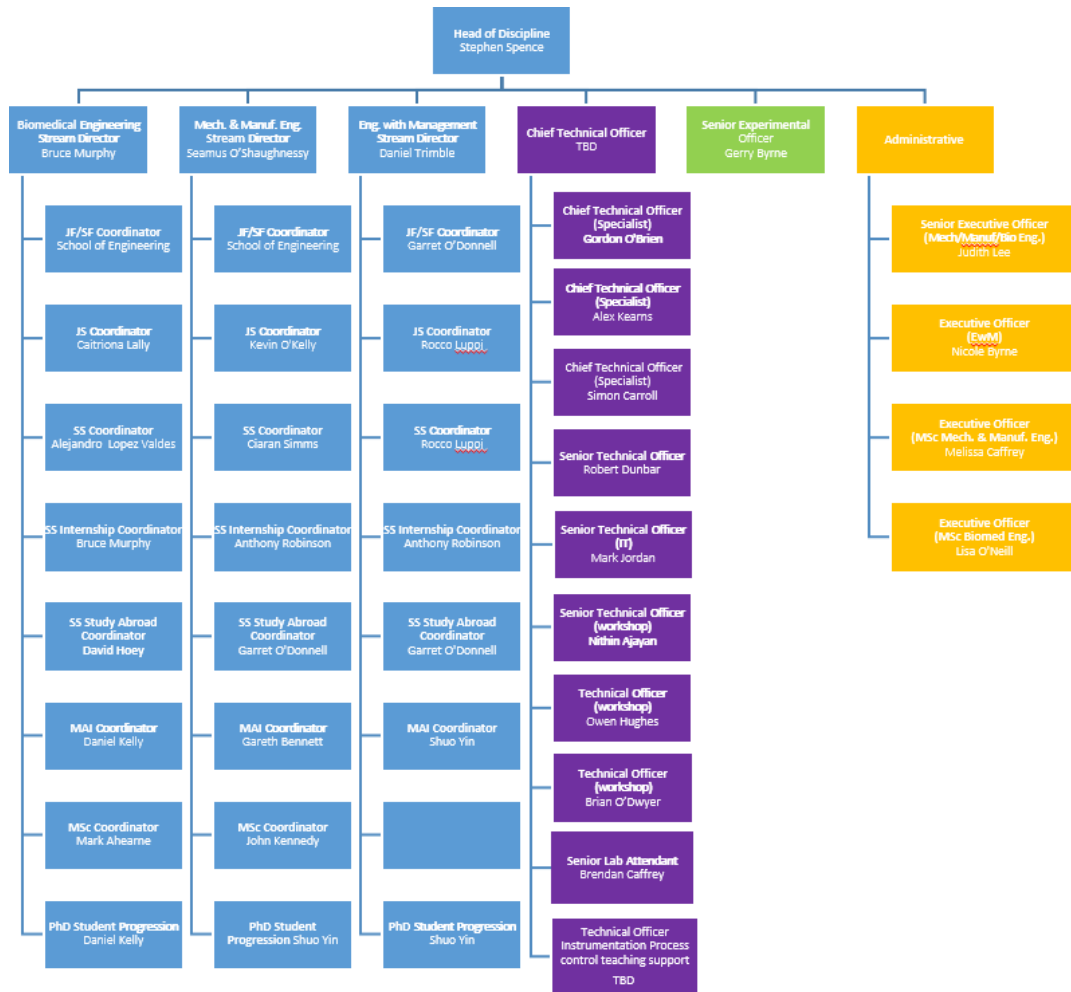 Head of Discipline
Stephen Spence
Biomedical Engineering
Stream Director
Bruce Murphy
Mech. & Manuf. Eng.
Stream Director
Seamus O'Shaughnessy
Eng. with Management
Stream Director
Daniel Trimble
Chief Technical Officer
TBD
Senior Experimental
Officer
Gerry Byrne
Administrative
JF/SF Coordinator
School of Engineering
JS Coordinator
Caitriona Lally
SS Coordinator
Alejandro Lopez Valdes
SS Internship Coordinator
Bruce Murphy
SS Study Abroad
Coordinator
David Hoey
MAI Coordinator
Daniel Kelly
MSc Coordinator
Mark Ahearne
PhD Student Progression
Daniel Kelly
JF/SF Coordinator
School of Engineering
JS Coordinator
Kevin O'Kelly
SS Coordinator
Ciaran Simms
SS Internship Coordinator
Anthony Robinson
SS Study Abroad
Coordinator
Garret O'Donnell
MAI Coordinator
Gareth Bennett
MSc Coordinator
John Kennedy
PhD Student
Progression Shuo Yin
JF/SF Coordinator
Garret O'Donnell
JS Coordinator
Rocco Lupoi
SS Coordinator
Rocco Lupoi
SS Internship Coordinator
Anthony Robinson
SS Study Abroad
Coordinator
Garret O'Donnell
MAI Coordinator
Shuo Yin
PhD Student Progression
Shuo Yin
Chief Technical Officer
(Specialist)
Gordon O'Brien
Chief Technical Officer
(Specialist)
Alex Kearns
Chief Technical Officer
(Specialist)
Simon Carroll
Senior Technical Officer
Robert Dunbar
Senior Technical Officer
(IT)
Mark Jordan
Senior Technical Officer
(workshop)
Nithin Ajayan
Technical Officer
(workshop)
Owen Hughes
Technical Officer
(workshop)
Brian O'Dwyer
Senior Lab Attendant
Brendan Caffrey
Technical Officer
Instrumentation Process
control teaching support
TBD
Senior Executive Officer
(Mech/Manuf/Bio Eng.)
Judith Lee
Executive Officer
(EwM)
Nicole Byrne
Executive Officer
(MSc Mech. & Manuf. Eng.)
Melissa Caffrey
Executive Officer
(MSc Biomed Eng.)
Lisa O'Neill